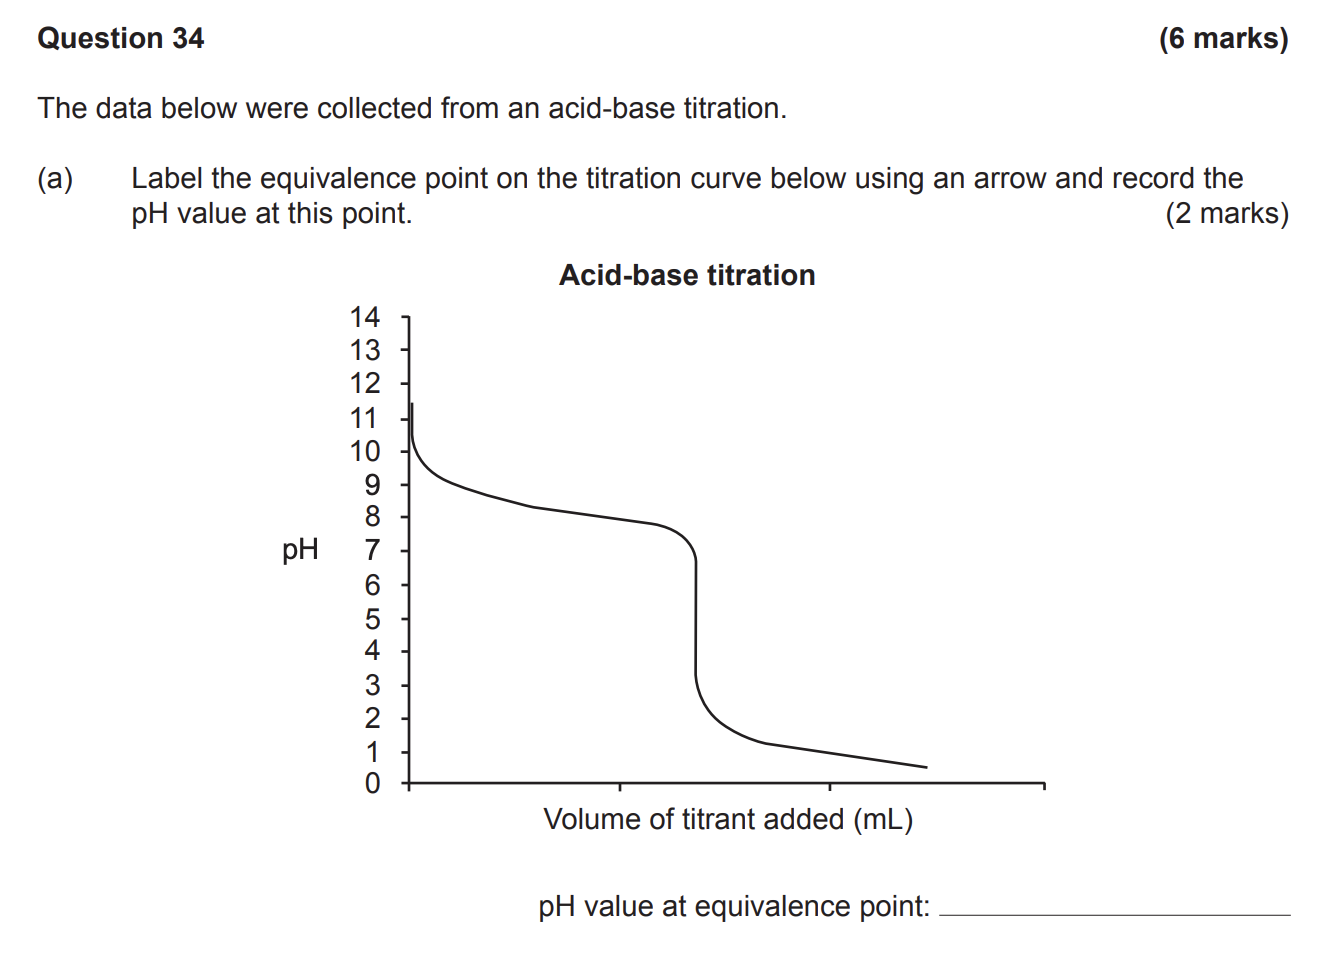 Question 34 (6 marks)
The data below were collected from an acid-base titration.
(a) Label the equivalence point on the titration curve below using an arrow and record the
pH value at this point. (2 marks)
Acid-base titration
14
13
12
11
10
9
8
pH 7
6
5
4
3
2
1
0
Volume of titrant added (mL)
pH value at equivalence point: